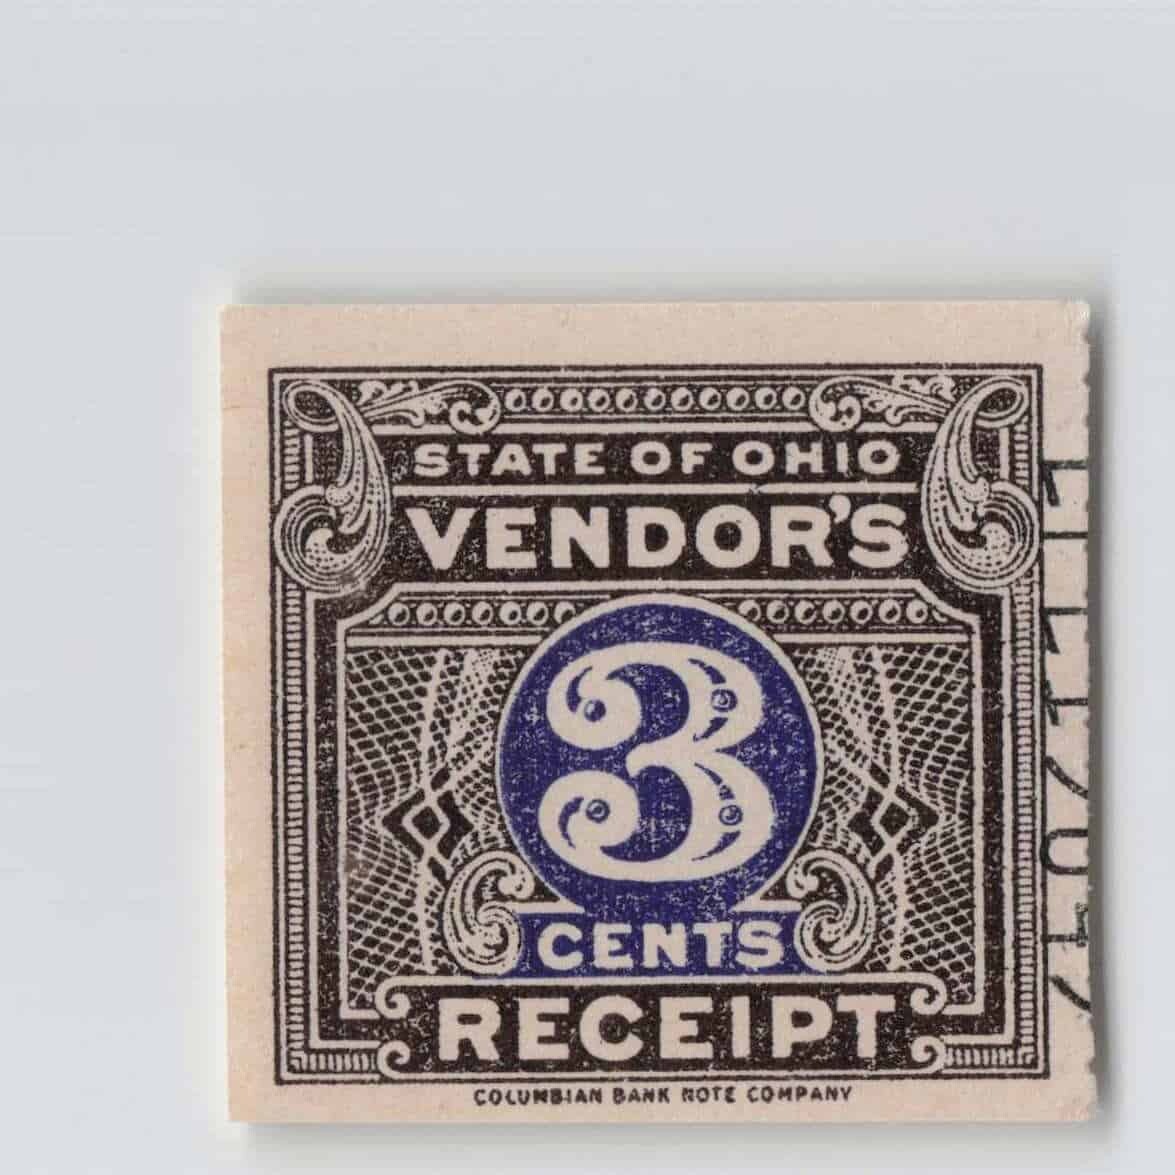 STATE OF OHIO
VENDOR'S
3
CENTS
RECEIPT
COLUMBIAN BANK NOTE COMPANY